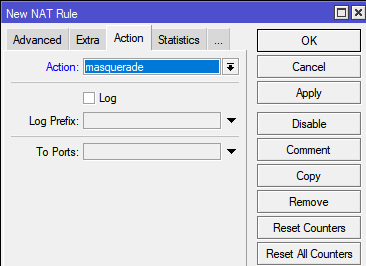 New NAT Rule
Advanced Extra Action Statistics ...
Action: masquerade
Log
Log Prefix:
To Ports:
OK
Cancel
Apply
Disable
Comment
Copy
Remove
Reset Counters
Reset All Counters